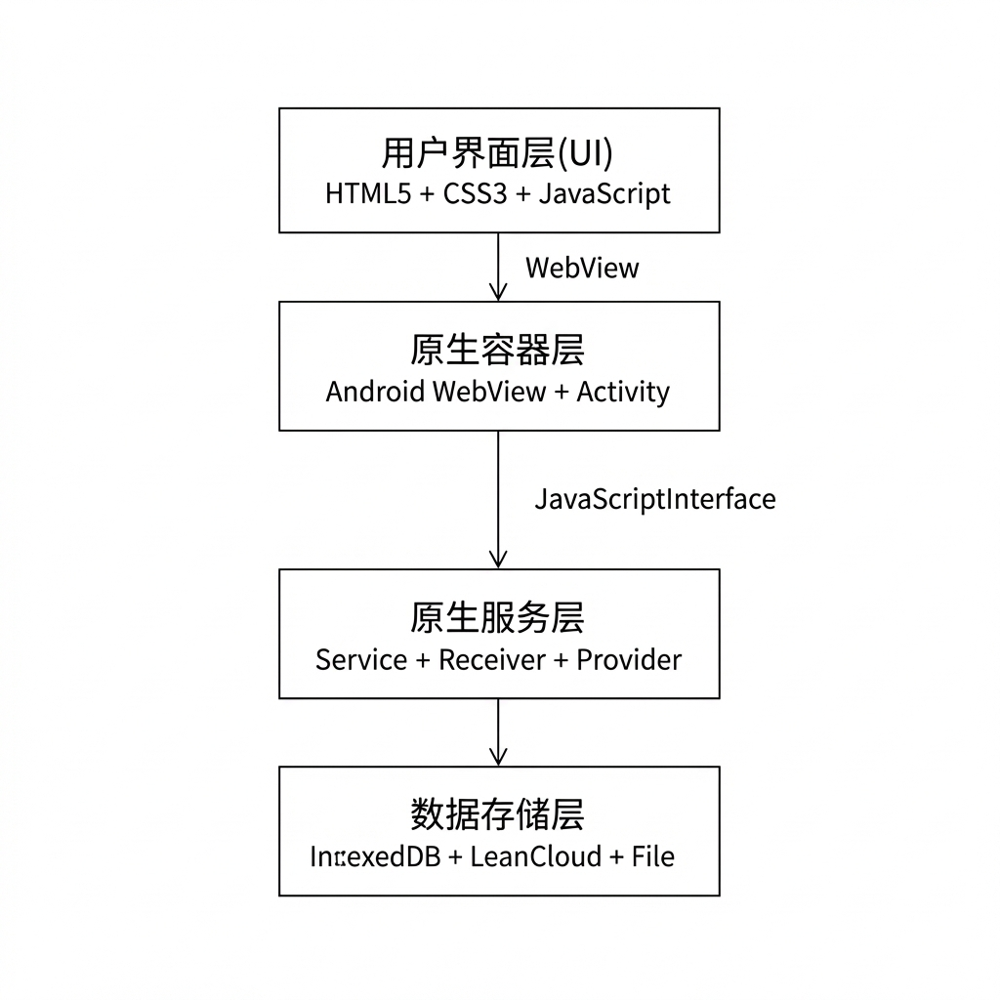 用户界面层(UI)
HTML5 + CSS3 + JavaScript
WebView
原生容器层
Android WebView + Activity
JavaScriptInterface
原生服务层
Service + Receiver + Provider
数据存储层
+ LeanCloud + File